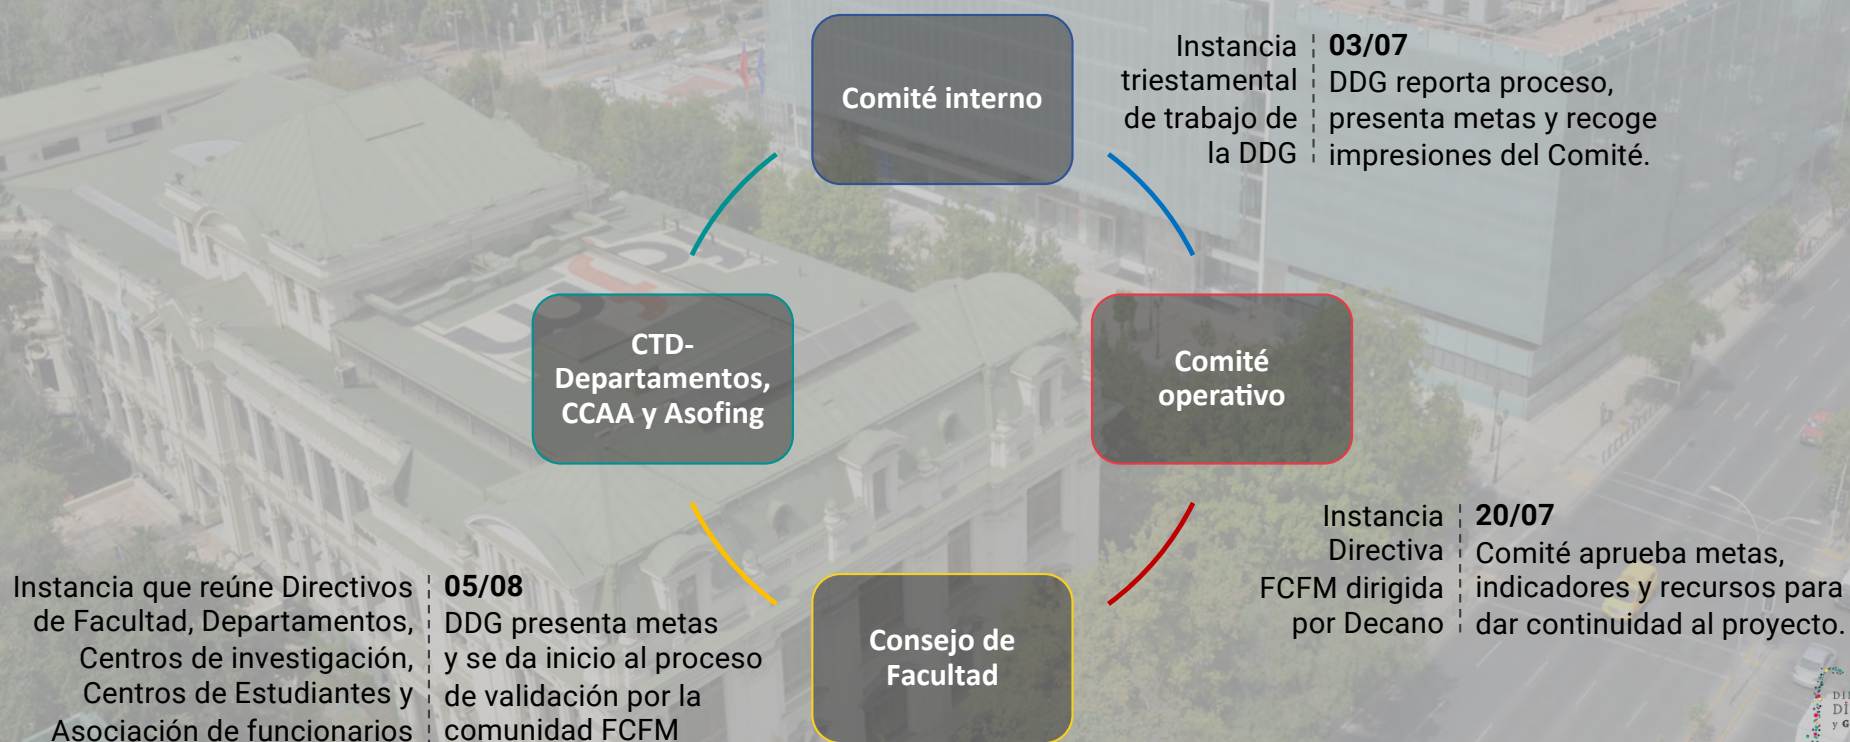 Comité interno
Instancia
triestamental
de trabajo de
la DDG
03/07
DDG reporta proceso,
presenta metas y recoge
impresiones del Comité.
CTD-
Departamentos,
CCAA y Asofing
Comité
operativo
Instancia
Directiva
FCFM dirigida
por Decano
20/07
Comité aprueba metas,
indicadores y recursos para
dar continuidad al proyecto.
Instancia que reúne Directivos
de Facultad, Departamentos,
Centros de investigación,
Centros de Estudiantes y
Asociación de funcionarios
05/08
DDG presenta metas
y se da inicio al proceso
de validación por la
comunidad FCFM
Consejo de
Facultad